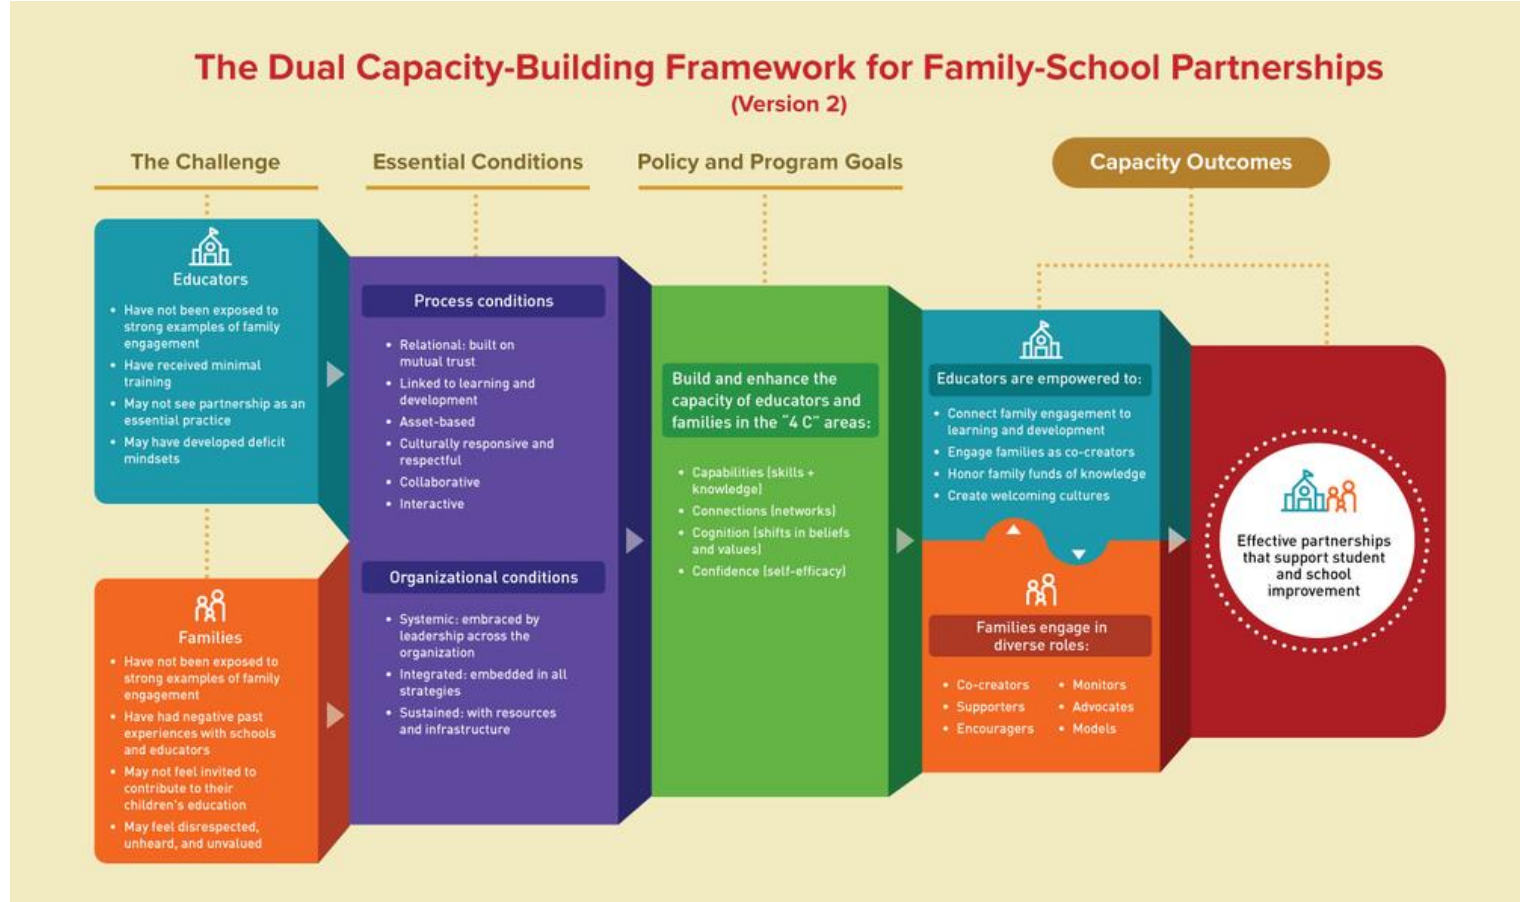 The Dual Capacity-Building Framework for Family-School Partnerships
(Version 2)
The Challenge
Educators
• Have not been exposed to
strong examples of family
engagement
• Have received minimal
training
• May not see partnership as an
essential practice
• May have developed deficit
mindsets
Families
• Have not been exposed to
strong examples of family
engagement
• Have had negative past
experiences with schools
and educators
• May not feel invited to
contribute to their
children's education
• May feel disrespected,
unheard, and unvalued
Essential Conditions
Process conditions
• Relational: built on
mutual trust
• Linked to learning and
development
• Asset-based
• Culturally responsive and
respectful
• Collaborative
• Interactive
Organizational conditions
• Systemic: embraced by
leadership across the
organization
• Integrated: embedded in all
strategies
• Sustained: with resources
and infrastructure
Policy and Program Goals
Build and enhance the
capacity of educators and
families in the "4 C" areas:
• Capabilities (skills +
knowledge)
• Connections (networks)
• Cognition (shifts in beliefs
and values)
• Confidence (self-efficacy)
Capacity Outcomes
Educators are empowered to:
• Connect family engagement to
learning and development
• Engage families as co-creators
• Honor family funds of knowledge
• Create welcoming cultures
Families engage in
diverse roles:
• Co-creators
• Supporters
• Encouragers
• Monitors
• Advocates
• Models
Effective partnerships
that support student
and school
improvement